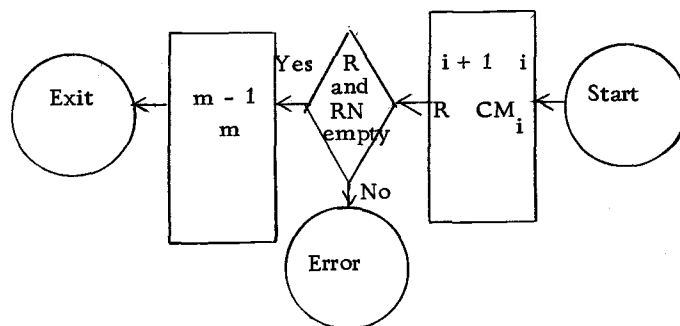 Exit
m - 1
m
Yes
R
and
RN
empty
No
Error
i + 1 i
R CM i
Start